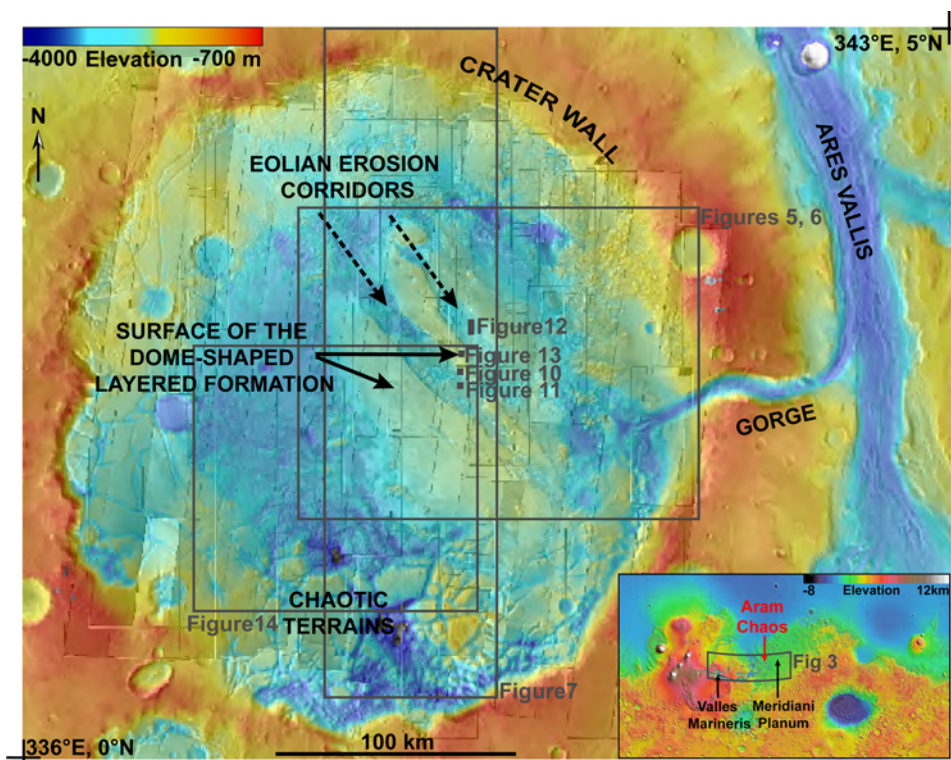 343°E, 5°N
-4000 Elevation -700 m
CRATER WALL
N
ARES VALLIS
EOLIAN EROSION
CORRIDORS
Figures 5, 6
Figure12
SURFACE OF THE
DOME-SHAPED
LAYERED FORMATION
Figure 13
Figure 10
Figure 11
GORGE
CHAOTIC
TERRAINS
Figure14
Figure7
-8 Elevation 12km
Aram
Chaos
Fig 3
Valles
Marineris
Meridiani
Planum
336°E, 0°N
100 km